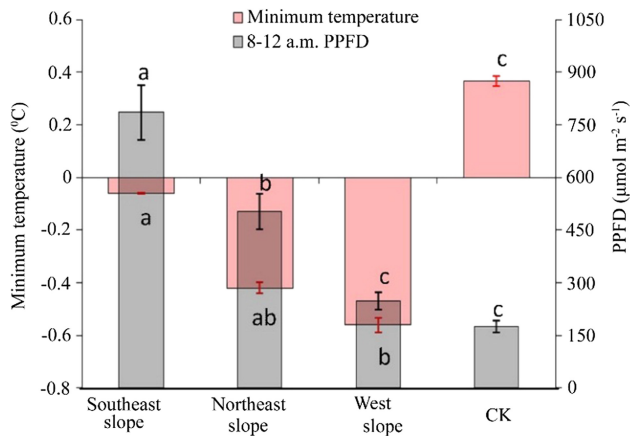 Minimum temperature
8-12 a.m. PPFD
Minimum temperature (⁰C)
PPFD (μmol m⁻² s⁻¹)
0.6
0.4
0.2
0
-0.2
-0.4
-0.6
-0.8
1050
900
750
600
450
300
150
0
a
a
b
ab
c
b
c
c
Southeast
slope
Northeast
slope
West
slope
CK